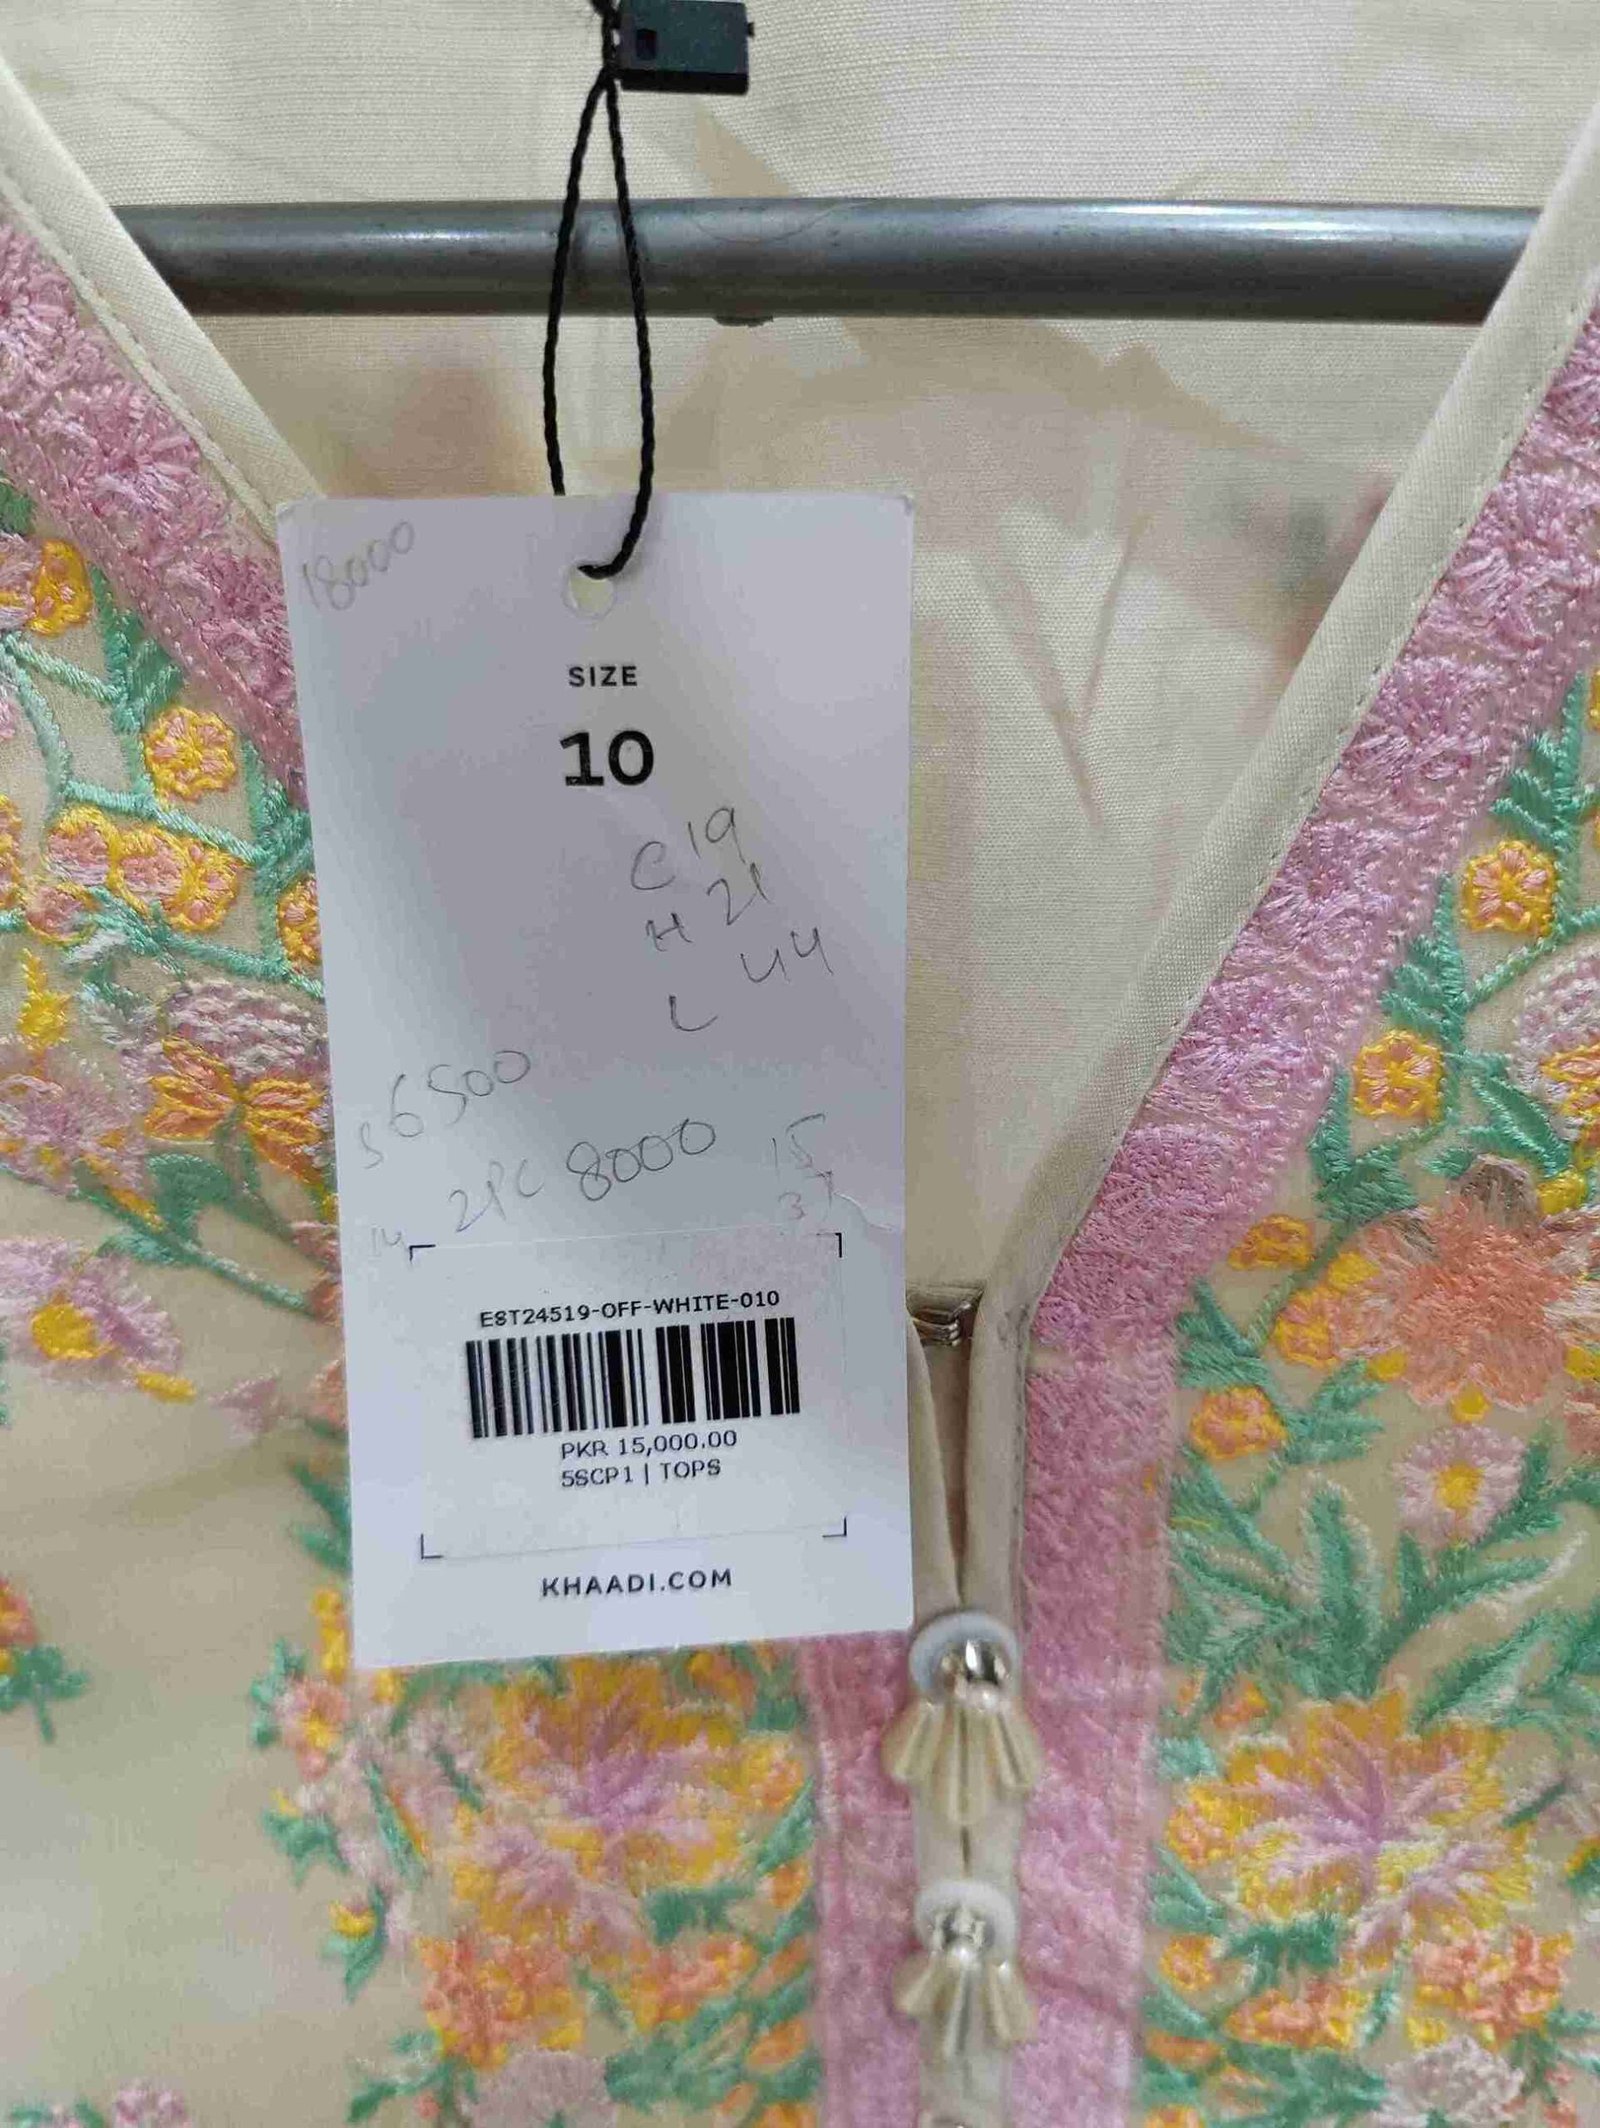 18000
SIZE
10
C 19
H 21
L 44
S 6500
2PC 8000
15
37
14
E8T24519-OFF-WHITE-010
PKR 15,000.00
5SCP1 | TOPS
KHAADI.COM